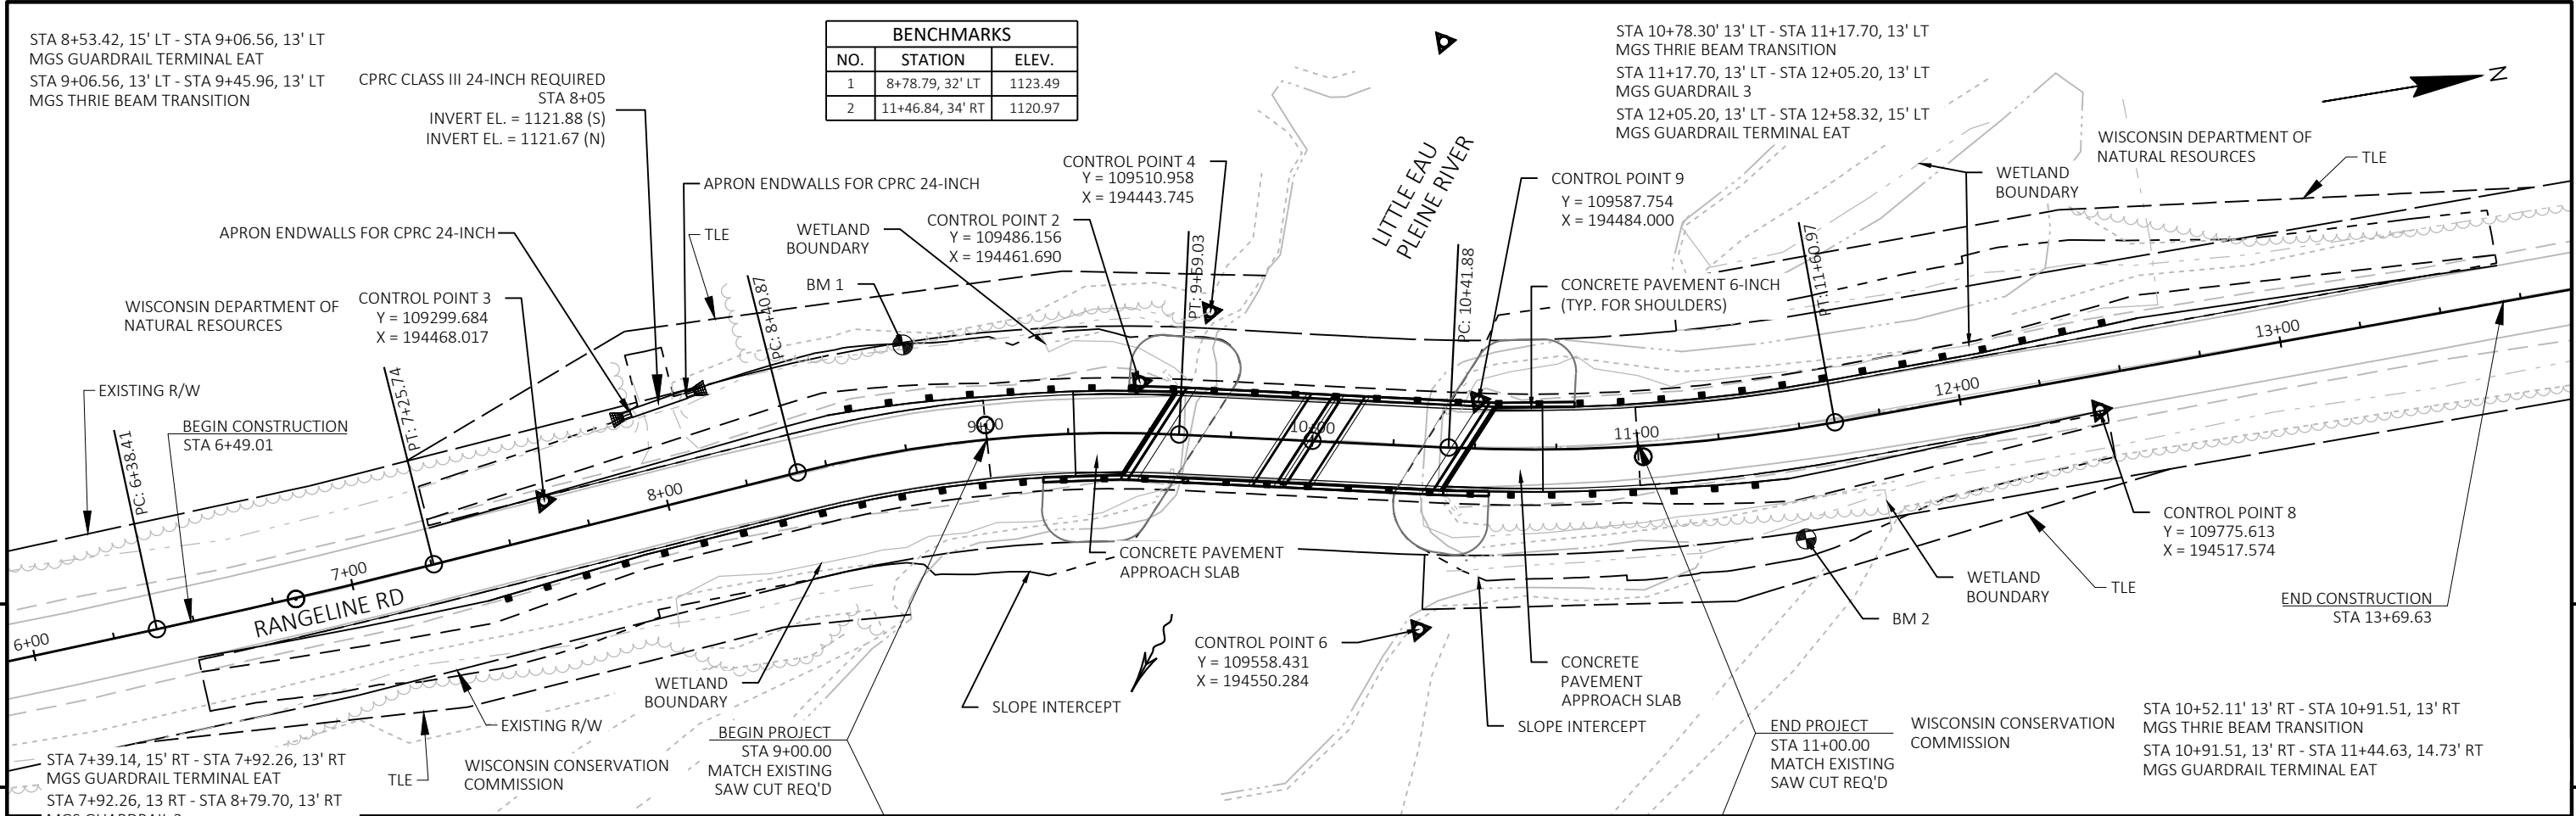 STA 8+53.42, 15' LT - STA 9+06.56, 13' LT
MGS GUARDRAIL TERMINAL EAT
STA 9+06.56, 13' LT - STA 9+45.96, 13' LT
MGS THRIE BEAM TRANSITION
CPRC CLASS III 24-INCH REQUIRED
STA 8+05
INVERT EL. = 1121.88 (S)
INVERT EL. = 1121.67 (N)
BENCHMARKS
NO. STATION ELEV.
1 8+78.79, 32' LT 1123.49
2 11+46.84, 34' RT 1120.97
STA 10+78.30' 13' LT - STA 11+17.70, 13' LT
MGS THRIE BEAM TRANSITION
STA 11+17.70, 13' LT - STA 12+05.20, 13' LT
MGS GUARDRAIL 3
STA 12+05.20, 13' LT - STA 12+58.32, 15' LT
MGS GUARDRAIL TERMINAL EAT
N
WISCONSIN DEPARTMENT OF
NATURAL RESOURCES
TLE
WETLAND
BOUNDARY
APRON ENDWALLS FOR CPRC 24-INCH
APRON ENDWALLS FOR CPRC 24-INCH
TLE
WETLAND
BOUNDARY
CONTROL POINT 2
Y = 109486.156
X = 194461.690
CONTROL POINT 4
Y = 109510.958
X = 194443.745
LITTLE EAU
PLEINE RIVER
CONTROL POINT 9
Y = 109587.754
X = 194484.000
CONCRETE PAVEMENT 6-INCH
(TYP. FOR SHOULDERS)
BM 1
WISCONSIN DEPARTMENT OF
NATURAL RESOURCES
CONTROL POINT 3
Y = 109299.684
X = 194468.017
EXISTING R/W
BEGIN CONSTRUCTION
STA 6+49.01
PC: 6+38.41
PT: 7+25.74
PC: 8+40.87
PT: 9+59.03
PC: 10+41.88
PT: 11+60.97
6+00
7+00
8+00
9+00
10+00
11+00
12+00
13+00
RANGELINE RD
CONCRETE PAVEMENT
APPROACH SLAB
CONTROL POINT 8
Y = 109775.613
X = 194517.574
WETLAND
BOUNDARY
TLE
BM 2
END CONSTRUCTION
STA 13+69.63
CONTROL POINT 6
Y = 109558.431
X = 194550.284
CONCRETE
PAVEMENT
APPROACH SLAB
SLOPE INTERCEPT
SLOPE INTERCEPT
WETLAND
BOUNDARY
EXISTING R/W
TLE
WISCONSIN CONSERVATION
COMMISSION
BEGIN PROJECT
STA 9+00.00
MATCH EXISTING
SAW CUT REQ'D
END PROJECT
STA 11+00.00
MATCH EXISTING
SAW CUT REQ'D
WISCONSIN CONSERVATION
COMMISSION
STA 10+52.11' 13' RT - STA 10+91.51, 13' RT
MGS THRIE BEAM TRANSITION
STA 10+91.51, 13' RT - STA 11+44.63, 14.73' RT
MGS GUARDRAIL TERMINAL EAT
STA 7+39.14, 15' RT - STA 7+92.26, 13' RT
MGS GUARDRAIL TERMINAL EAT
STA 7+92.26, 13 RT - STA 8+79.70, 13' RT